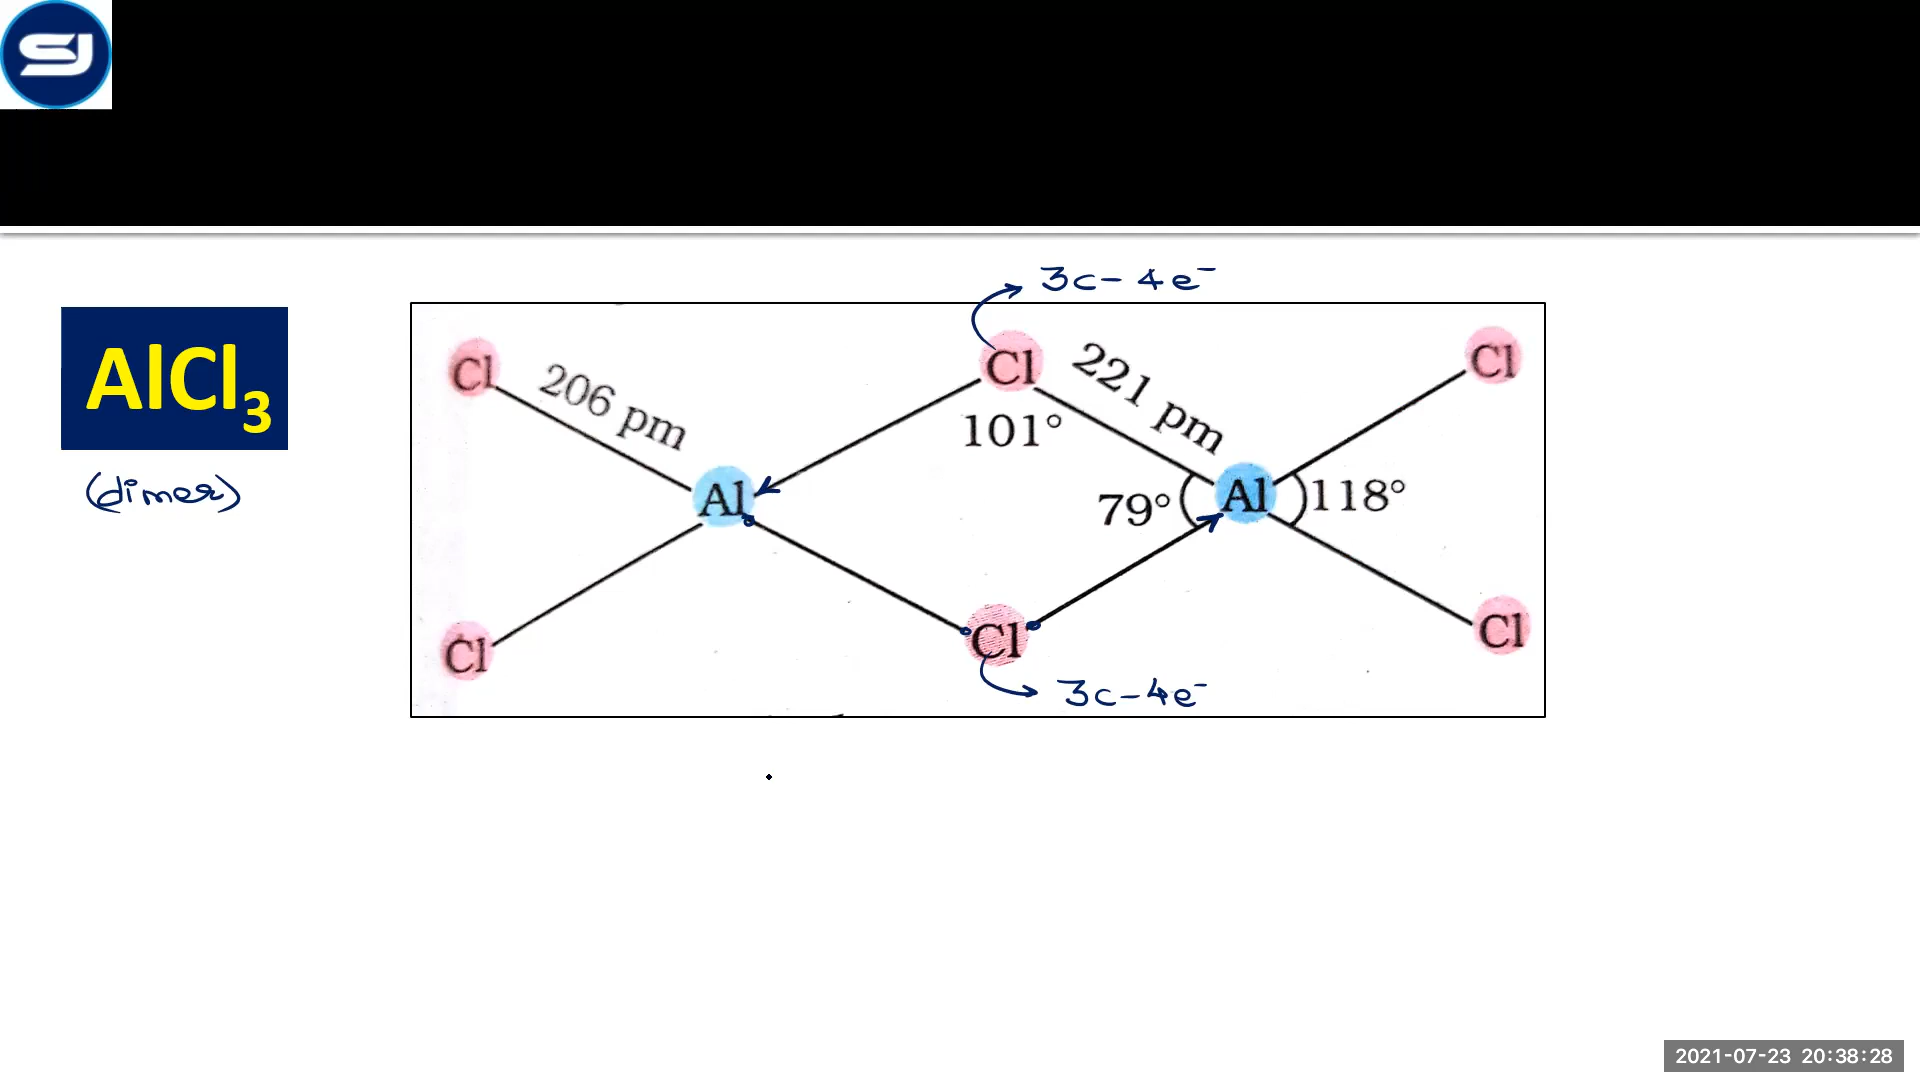 SJ
3c-4e⁻
AlCl₃
(dimer)
Cl
206 pm
Cl
221 pm
Cl
101°
Al
79°
Al
118°
Cl
Cl
Cl
3c-4e⁻
2021-07-23 20:38:28